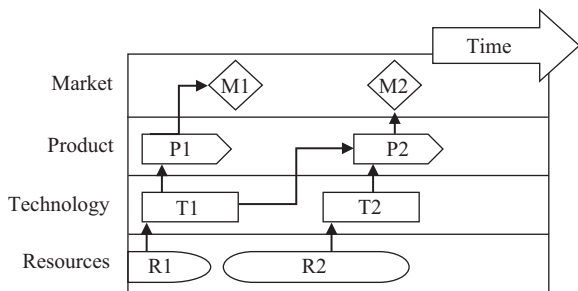 Time
Market M1 M2
Product P1 P2
Technology T1 T2
Resources R1 R2